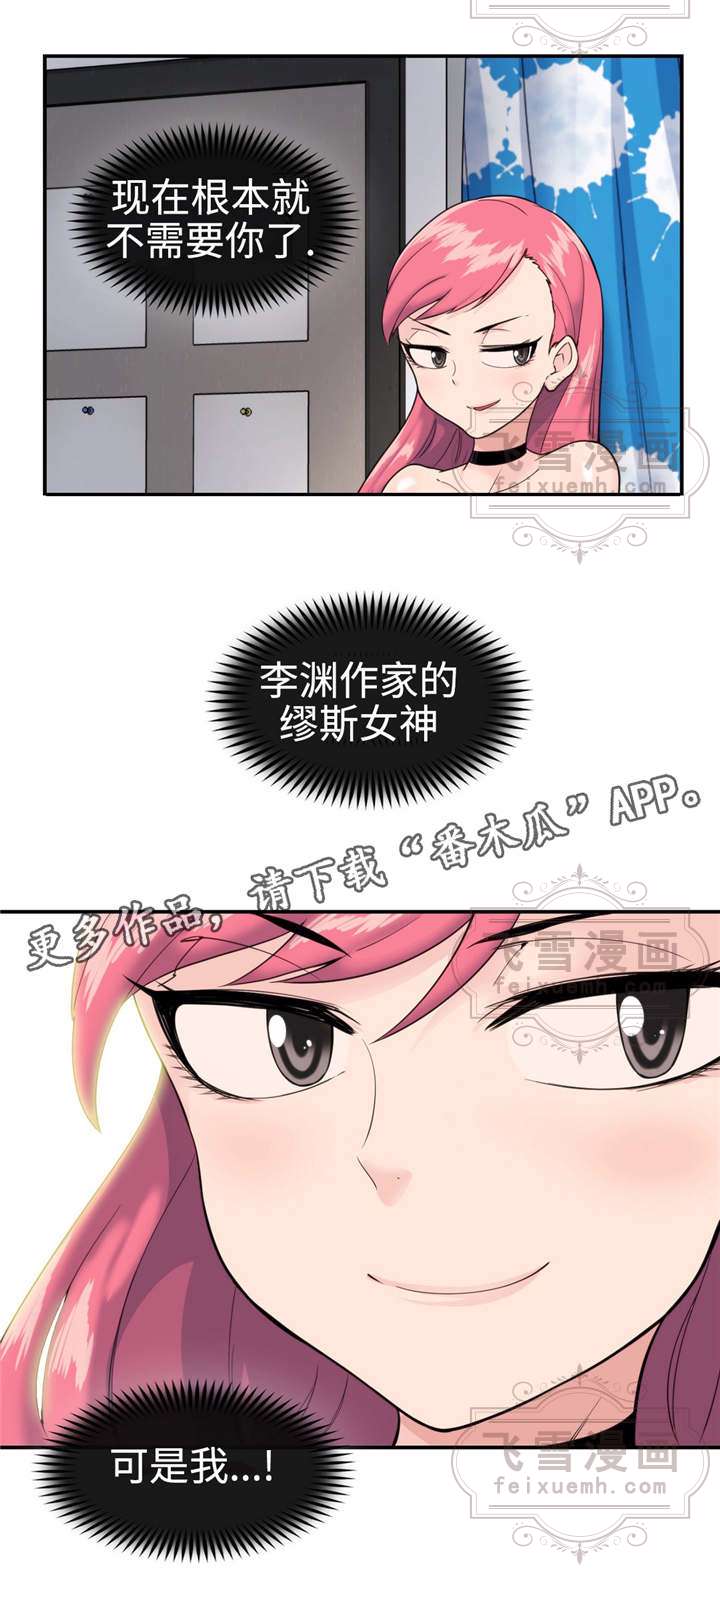 现在根本就
不需要你了.
飞雪漫画
feixuemh.com
李渊作家的
缪斯女神
更多作品，请下载“番木瓜”APP。
飞雪漫画
feixuemh.com
可是我...!
飞雪漫画
feixuemh.com